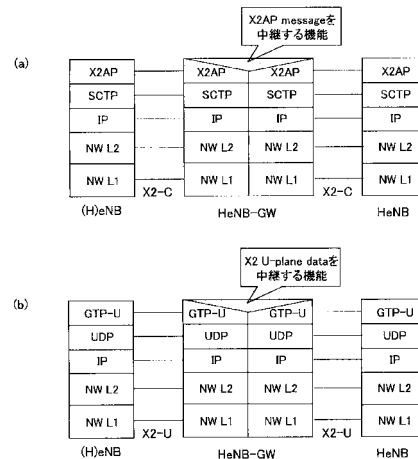 X2AP messageを
中継する機能
(a)
X2AP X2AP X2AP X2AP
SCTP SCTP SCTP SCTP
IP IP IP IP
NW L2 NW L2 NW L2 NW L2
NW L1 NW L1 NW L1 NW L1
X2-C X2-C
(H)eNB HeNB-GW HeNB
X2 U-plane dataを
中継する機能
(b)
GTP-U GTP-U GTP-U GTP-U
UDP UDP UDP UDP
IP IP IP IP
NW L2 NW L2 NW L2 NW L2
NW L1 NW L1 NW L1 NW L1
X2-U X2-U
(H)eNB HeNB-GW HeNB